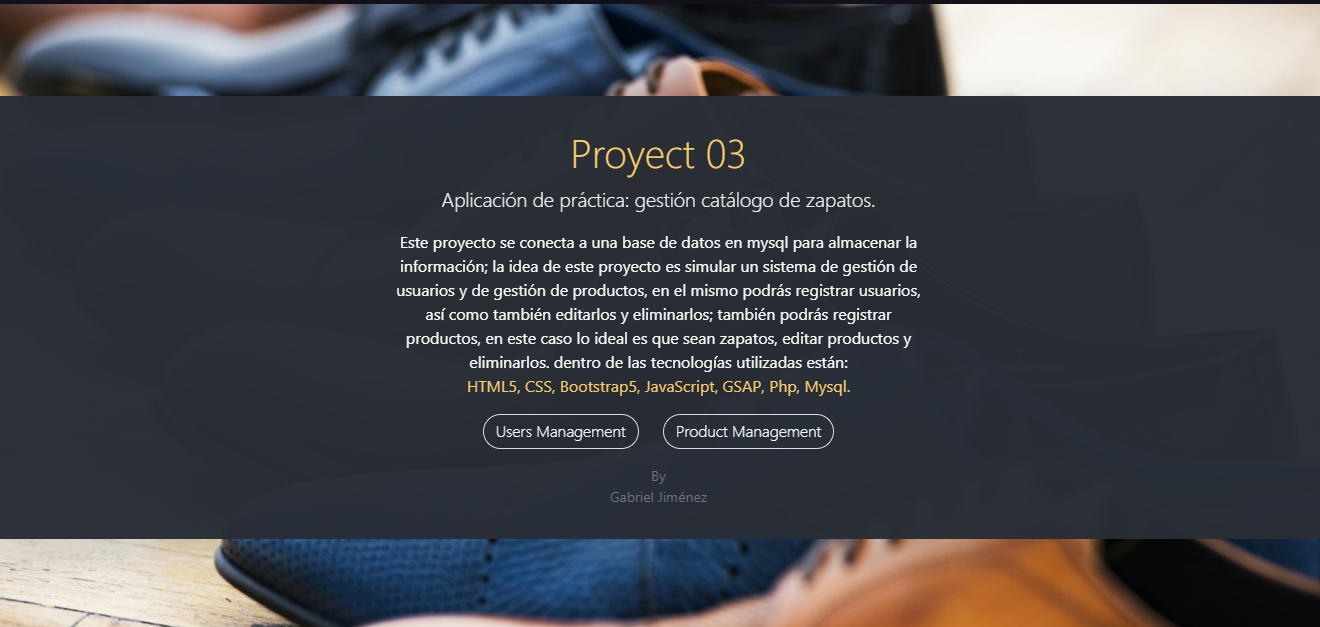 Proyect 03
Aplicación de práctica: gestión catálogo de zapatos.
Este proyecto se conecta a una base de datos en mysql para almacenar la
información; la idea de este proyecto es simular un sistema de gestión de
usuarios y de gestión de productos, en el mismo podrás registrar usuarios,
así como también editarlos y eliminarlos; también podrás registrar
productos, en este caso lo ideal es que sean zapatos, editar productos y
eliminarlos. dentro de las tecnologías utilizadas están:
HTML5, CSS, Bootstrap5, JavaScript, GSAP, Php, Mysql.
Users Management Product Management
By
Gabriel Jiménez